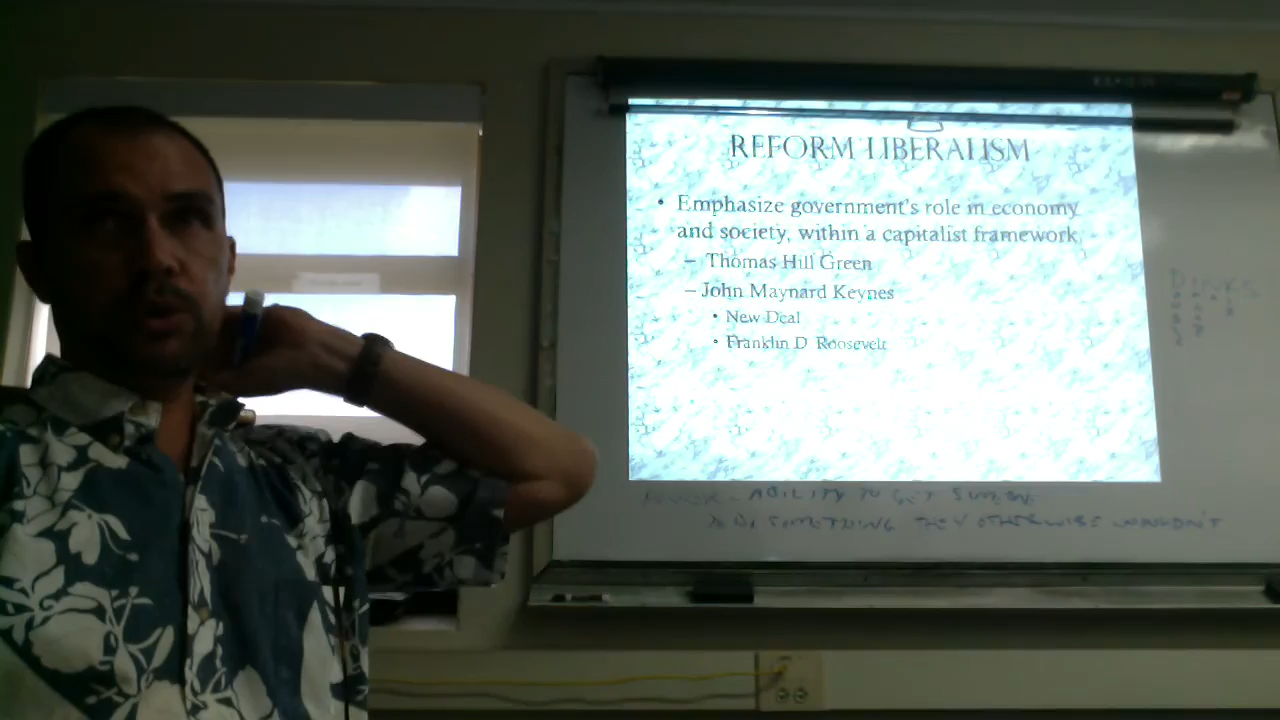 REFORM LIBERALISM
• Emphasize government's role in economy
and society, within a capitalist framework
– Thomas Hill Green
– John Maynard Keynes
• New Deal
• Franklin D Roosevelt
POWER - ABILITY TO GET SOMEONE
TO DO SOMETHING THEY OTHERWISE WOULDN'T